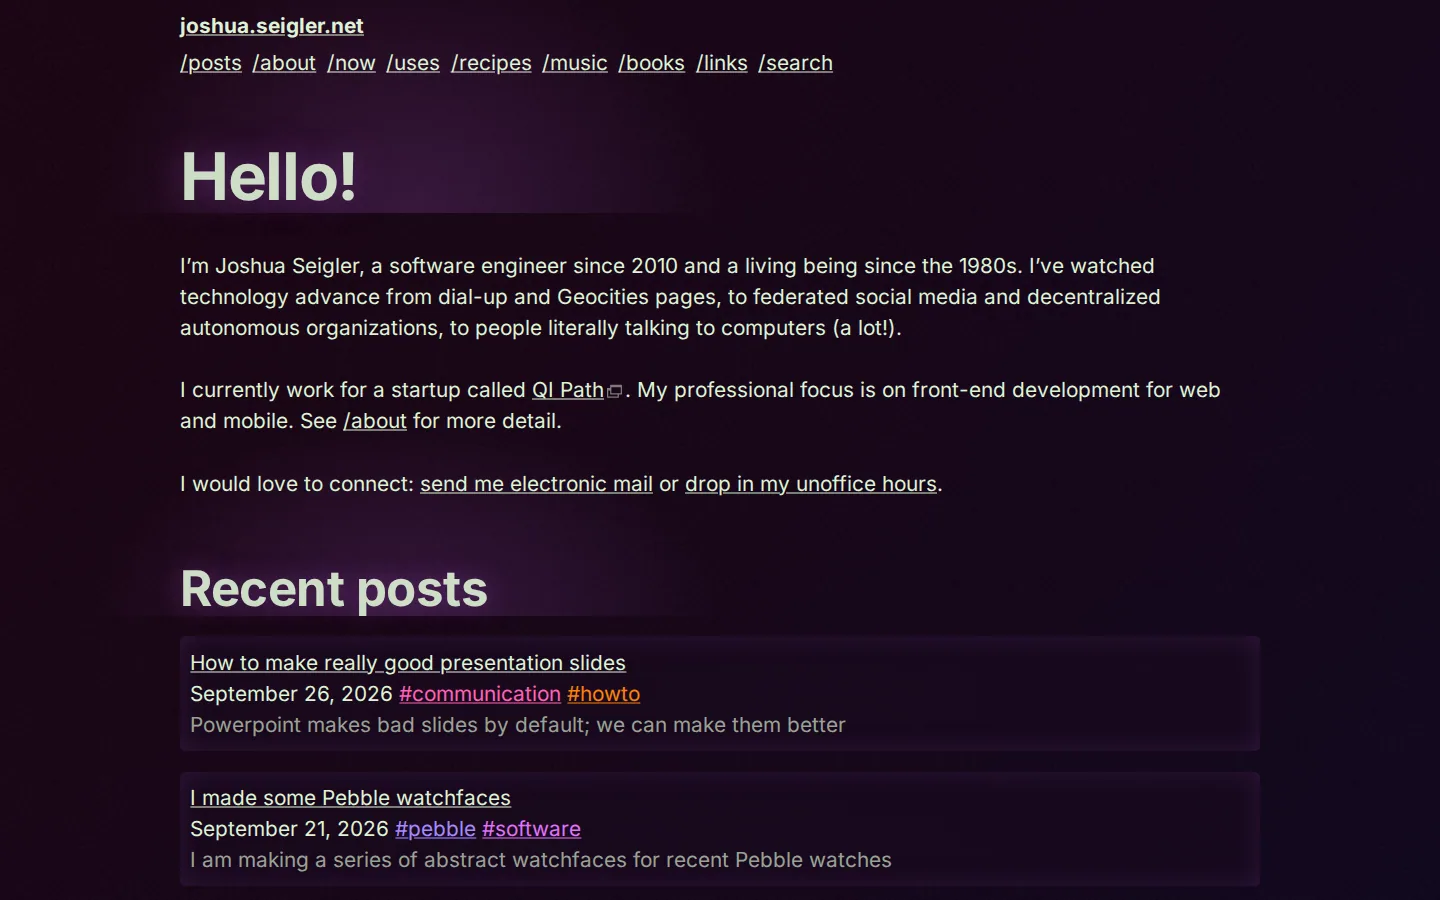 joshua.seigler.net
/posts /about /now /uses /recipes /music /books /links /search
Hello!
I’m Joshua Seigler, a software engineer since 2010 and a living being since the 1980s. I’ve watched
technology advance from dial-up and Geocities pages, to federated social media and decentralized
autonomous organizations, to people literally talking to computers (a lot!).
I currently work for a startup called QI Path. My professional focus is on front-end development for web
and mobile. See /about for more detail.
I would love to connect: send me electronic mail or drop in my unoffice hours.
Recent posts
How to make really good presentation slides
September 26, 2026 #communication #howto
Powerpoint makes bad slides by default; we can make them better
I made some Pebble watchfaces
September 21, 2026 #pebble #software
I am making a series of abstract watchfaces for recent Pebble watches